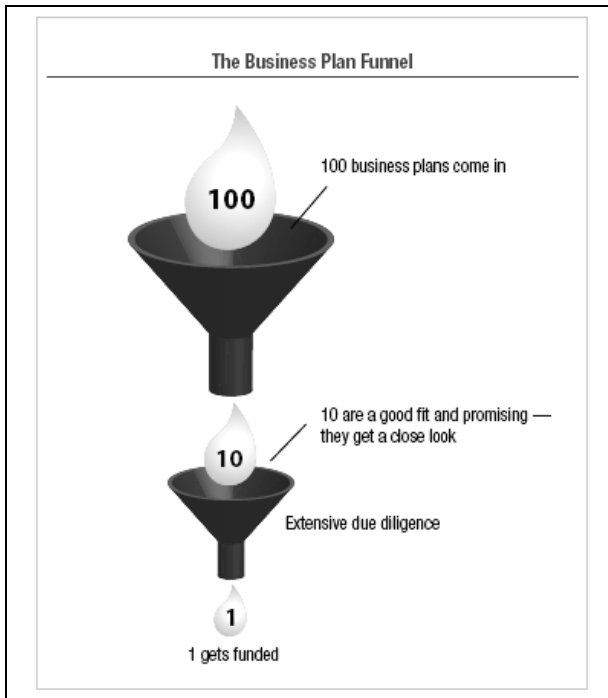 The Business Plan Funnel
100
100 business plans come in
10 are a good fit and promising —
they get a close look
10
Extensive due diligence
1
1 gets funded